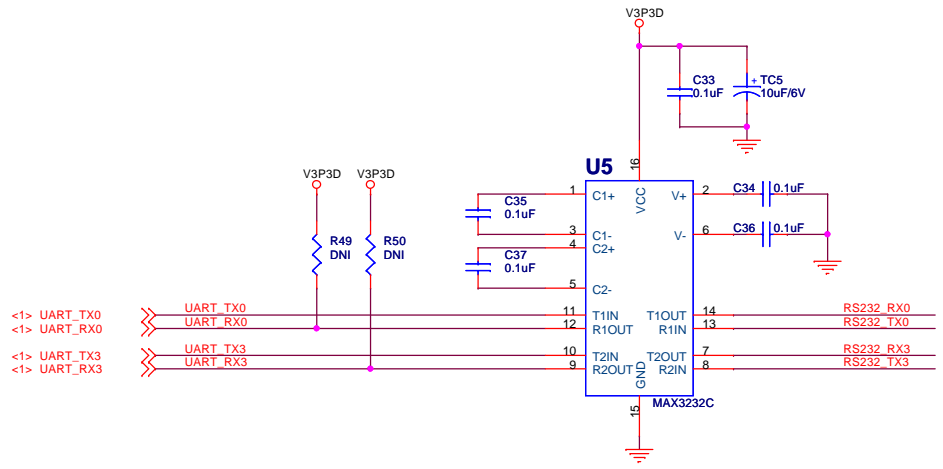 V3P3D
C33
0.1uF
+ TC5
10uF/6V
16
U5
VCC
V3P3D
V3P3D
1
C1+
V+
2
C34
0.1uF
C35
0.1uF
3
C1-
V-
6
C36
0.1uF
4
C2+
R49
DNI
R50
DNI
C37
0.1uF
5
C2-
<1> UART_TX0
UART_TX0
11
T1IN
T1OUT
14
RS232_RX0
<1> UART_RX0
UART_RX0
12
R1OUT
R1IN
13
RS232_TX0
<1> UART_TX3
UART_TX3
10
T2IN
T2OUT
7
RS232_RX3
<1> UART_RX3
UART_RX3
9
R2OUT
R2IN
8
RS232_TX3
GND
MAX3232C
15